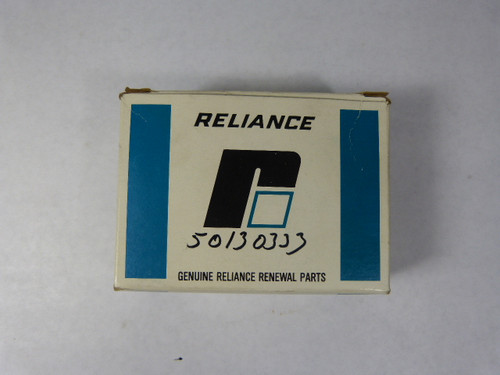 RELIANCE
50130333
GENUINE RELIANCE RENEWAL PARTS